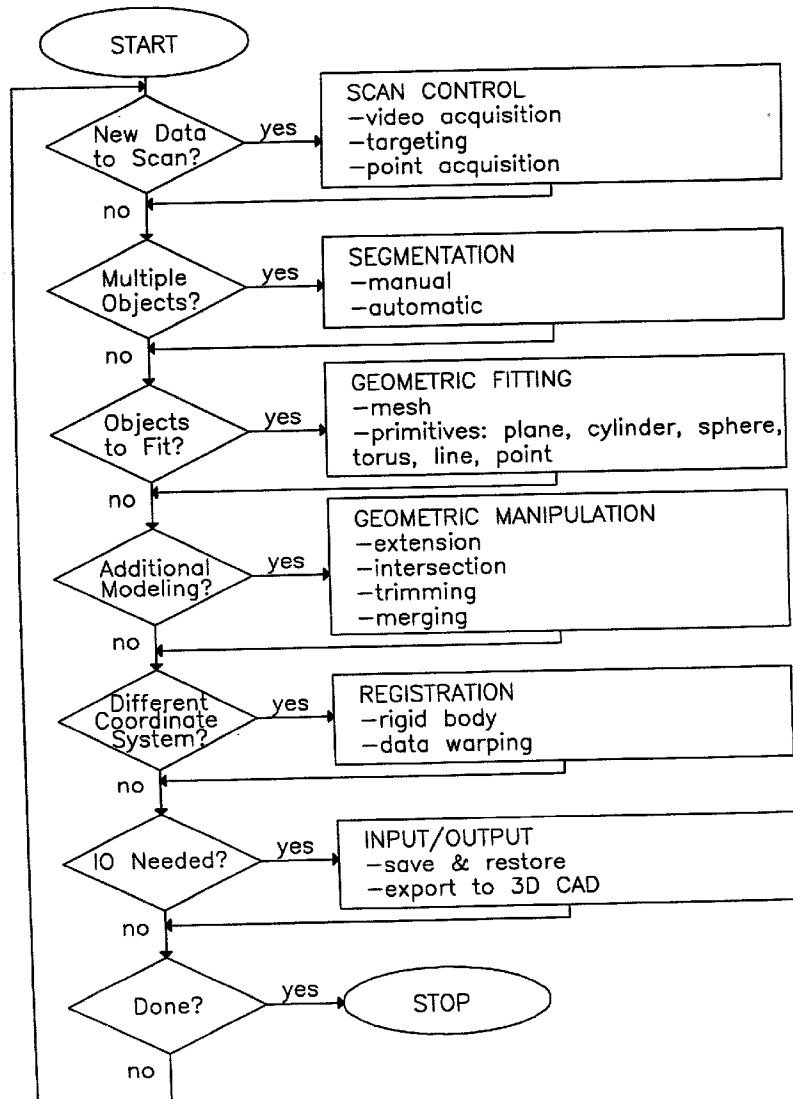 START
New Data
to Scan?
yes
SCAN CONTROL
–video acquisition
–targeting
–point acquisition
no
Multiple
Objects?
yes
SEGMENTATION
–manual
–automatic
no
Objects
to Fit?
yes
GEOMETRIC FITTING
–mesh
–primitives: plane, cylinder, sphere,
torus, line, point
no
Additional
Modeling?
yes
GEOMETRIC MANIPULATION
–extension
–intersection
–trimming
–merging
no
Different
Coordinate
System?
yes
REGISTRATION
–rigid body
–data warping
no
IO Needed?
yes
INPUT/OUTPUT
–save & restore
–export to 3D CAD
no
Done?
yes
STOP
no